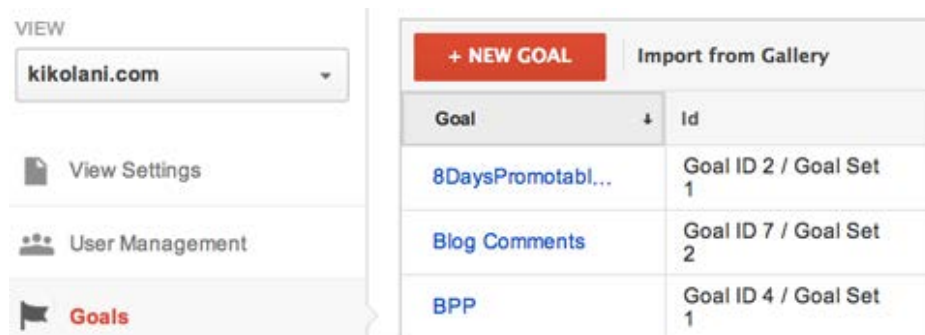 VIEW
kikolani.com
View Settings
User Management
Goals
+ NEW GOAL Import from Gallery
Goal Id
8DaysPromotabl... Goal ID 2 / Goal Set
1
Blog Comments Goal ID 7 / Goal Set
2
BPP Goal ID 4 / Goal Set
1